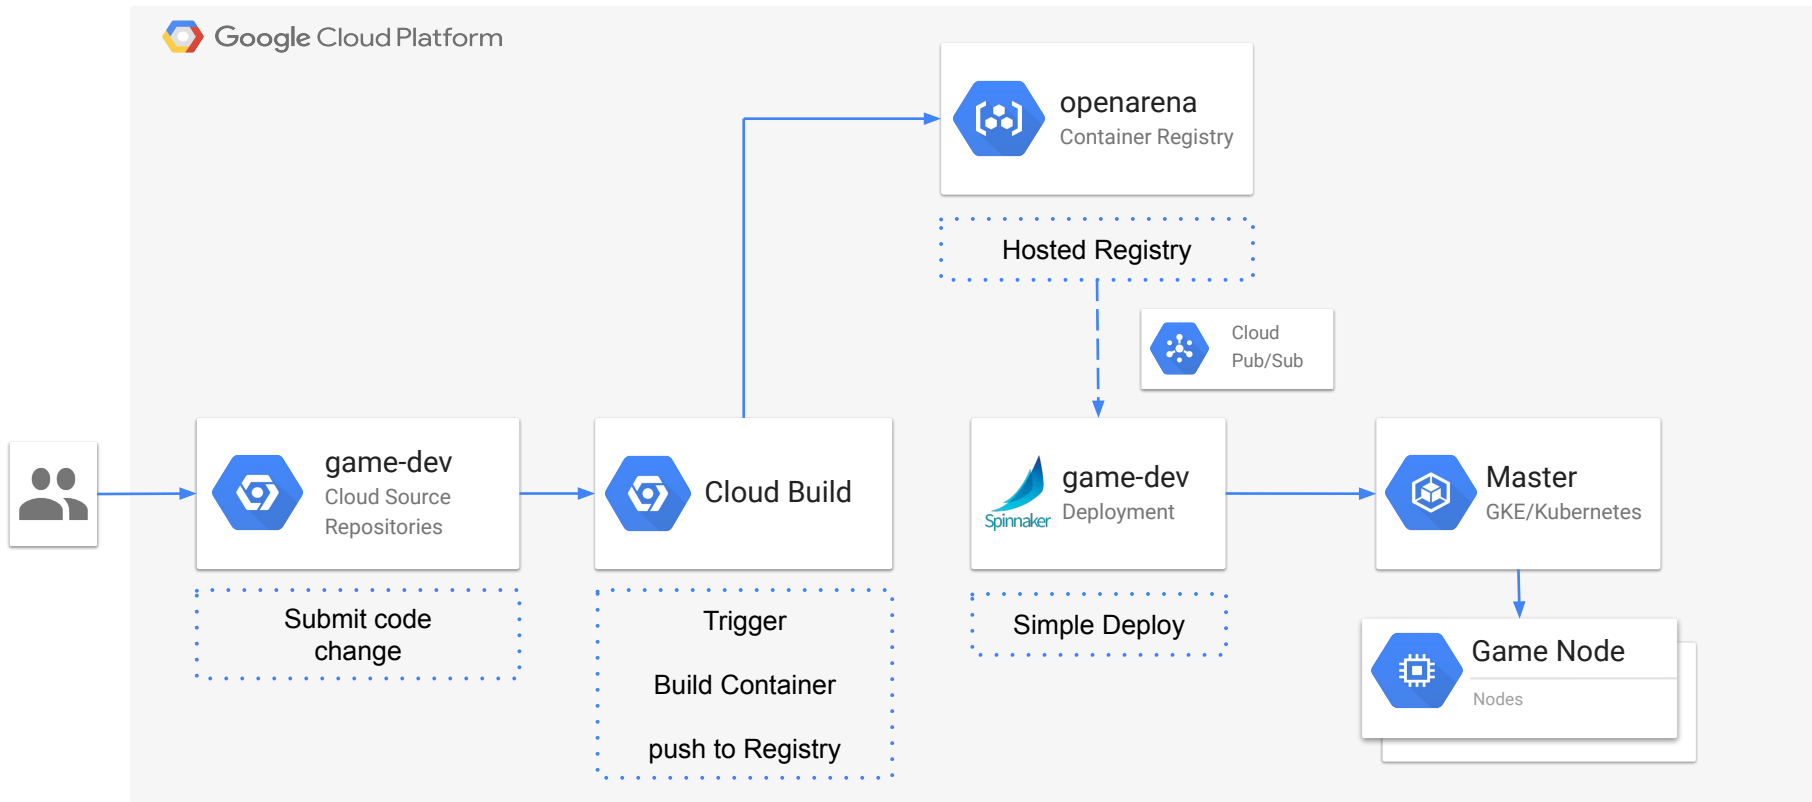 Google Cloud Platform
openarena
Container Registry
Hosted Registry
Cloud
Pub/Sub
game-dev
Cloud Source
Repositories
Submit code
change
Cloud Build
Trigger
Build Container
push to Registry
Spinnaker
game-dev
Deployment
Simple Deploy
Master
GKE/Kubernetes
Game Node
Nodes